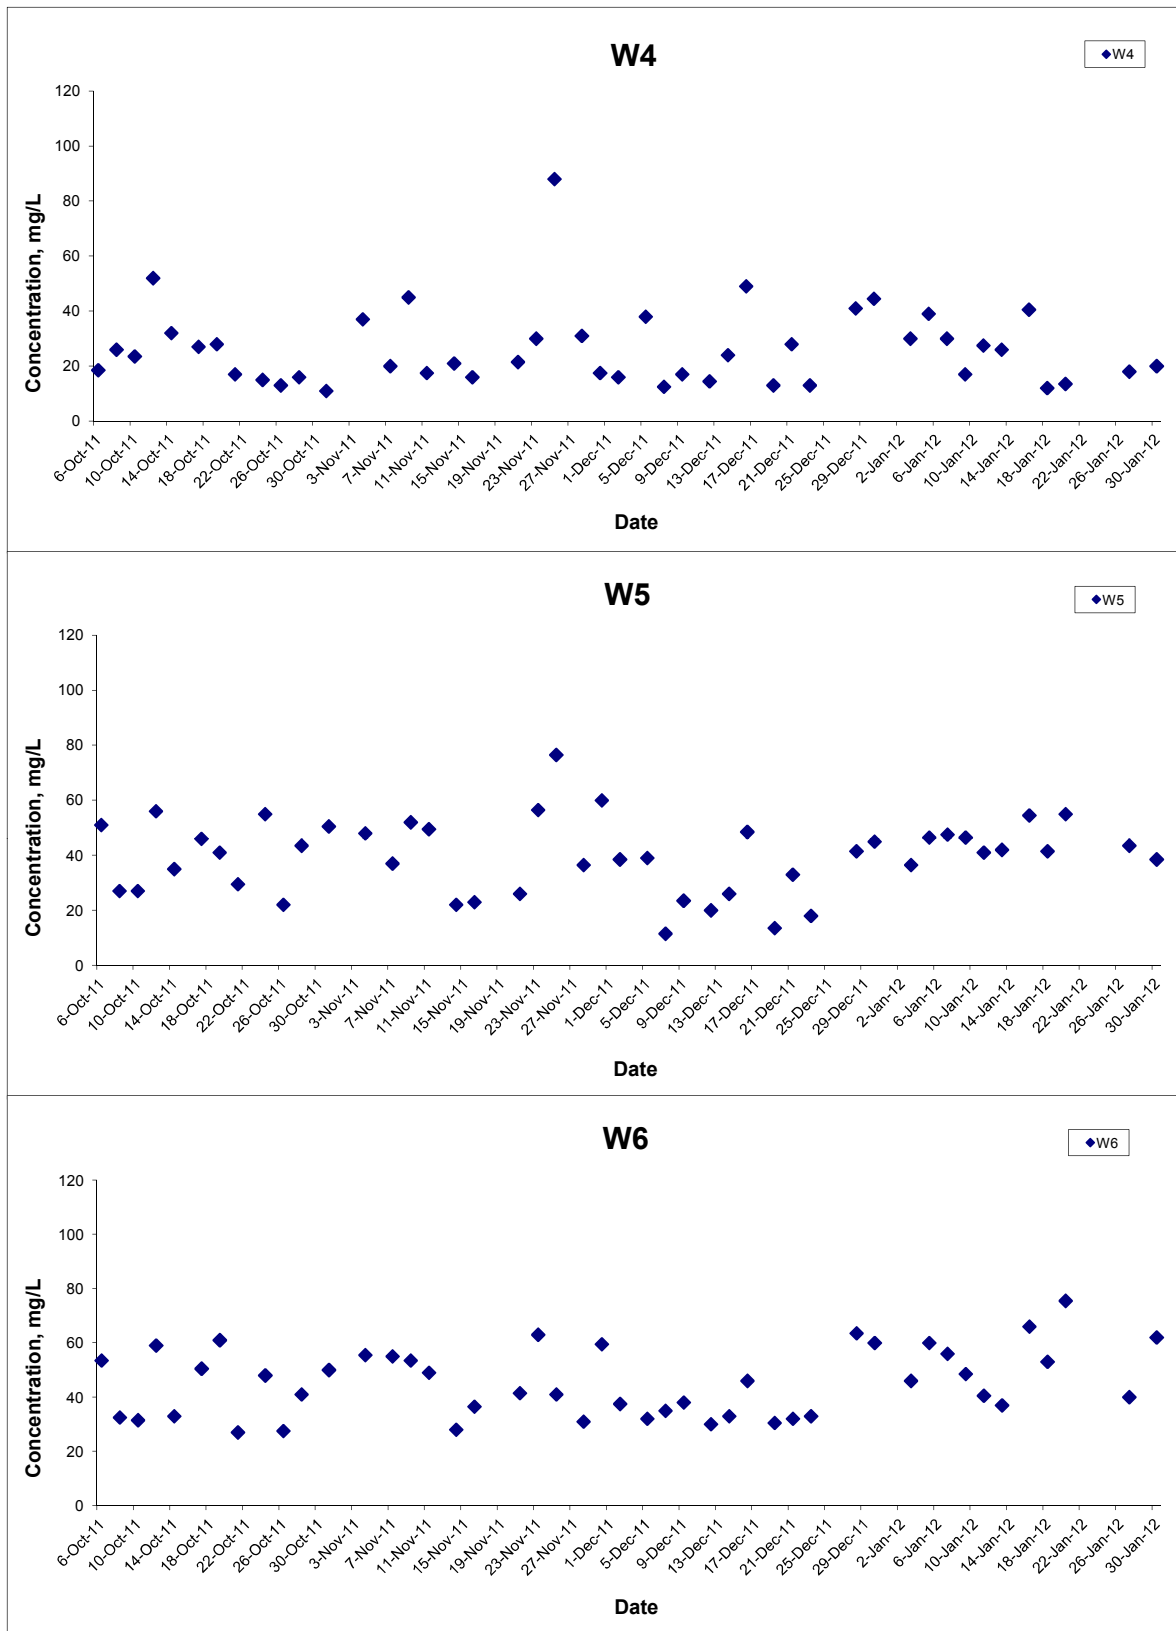 W4
W4
120
100
80
60
40
20
0
Concentration, mg/L
6-Oct-11 10-Oct-11 14-Oct-11 18-Oct-11 22-Oct-11 26-Oct-11 30-Oct-11 3-Nov-11 7-Nov-11 11-Nov-11 15-Nov-11 19-Nov-11 23-Nov-11 27-Nov-11 1-Dec-11 5-Dec-11 9-Dec-11 13-Dec-11 17-Dec-11 21-Dec-11 25-Dec-11 29-Dec-11 2-Jan-12 6-Jan-12 10-Jan-12 14-Jan-12 18-Jan-12 22-Jan-12 26-Jan-12 30-Jan-12
Date
W5
W5
120
100
80
60
40
20
0
Concentration, mg/L
6-Oct-11 10-Oct-11 14-Oct-11 18-Oct-11 22-Oct-11 26-Oct-11 30-Oct-11 3-Nov-11 7-Nov-11 11-Nov-11 15-Nov-11 19-Nov-11 23-Nov-11 27-Nov-11 1-Dec-11 5-Dec-11 9-Dec-11 13-Dec-11 17-Dec-11 21-Dec-11 25-Dec-11 29-Dec-11 2-Jan-12 6-Jan-12 10-Jan-12 14-Jan-12 18-Jan-12 22-Jan-12 26-Jan-12 30-Jan-12
Date
W6
W6
120
100
80
60
40
20
0
Concentration, mg/L
6-Oct-11 10-Oct-11 14-Oct-11 18-Oct-11 22-Oct-11 26-Oct-11 30-Oct-11 3-Nov-11 7-Nov-11 11-Nov-11 15-Nov-11 19-Nov-11 23-Nov-11 27-Nov-11 1-Dec-11 5-Dec-11 9-Dec-11 13-Dec-11 17-Dec-11 21-Dec-11 25-Dec-11 29-Dec-11 2-Jan-12 6-Jan-12 10-Jan-12 14-Jan-12 18-Jan-12 22-Jan-12 26-Jan-12 30-Jan-12
Date